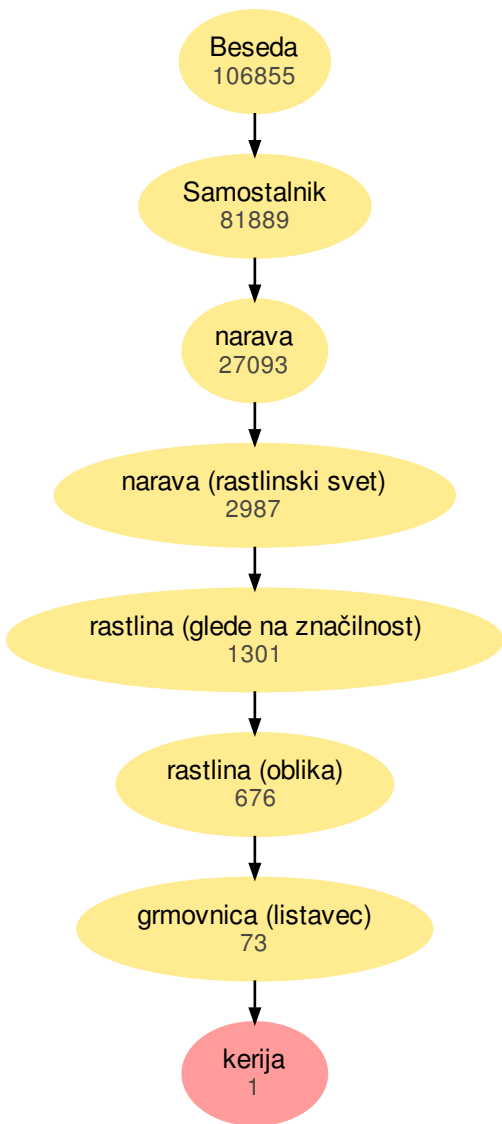 Beseda
106855
Samostalnik
81889
narava
27093
narava (rastlinski svet)
2987
rastlina (glede na značilnost)
1301
rastlina (oblika)
676
grmovnica (listavec)
73
kerija
1